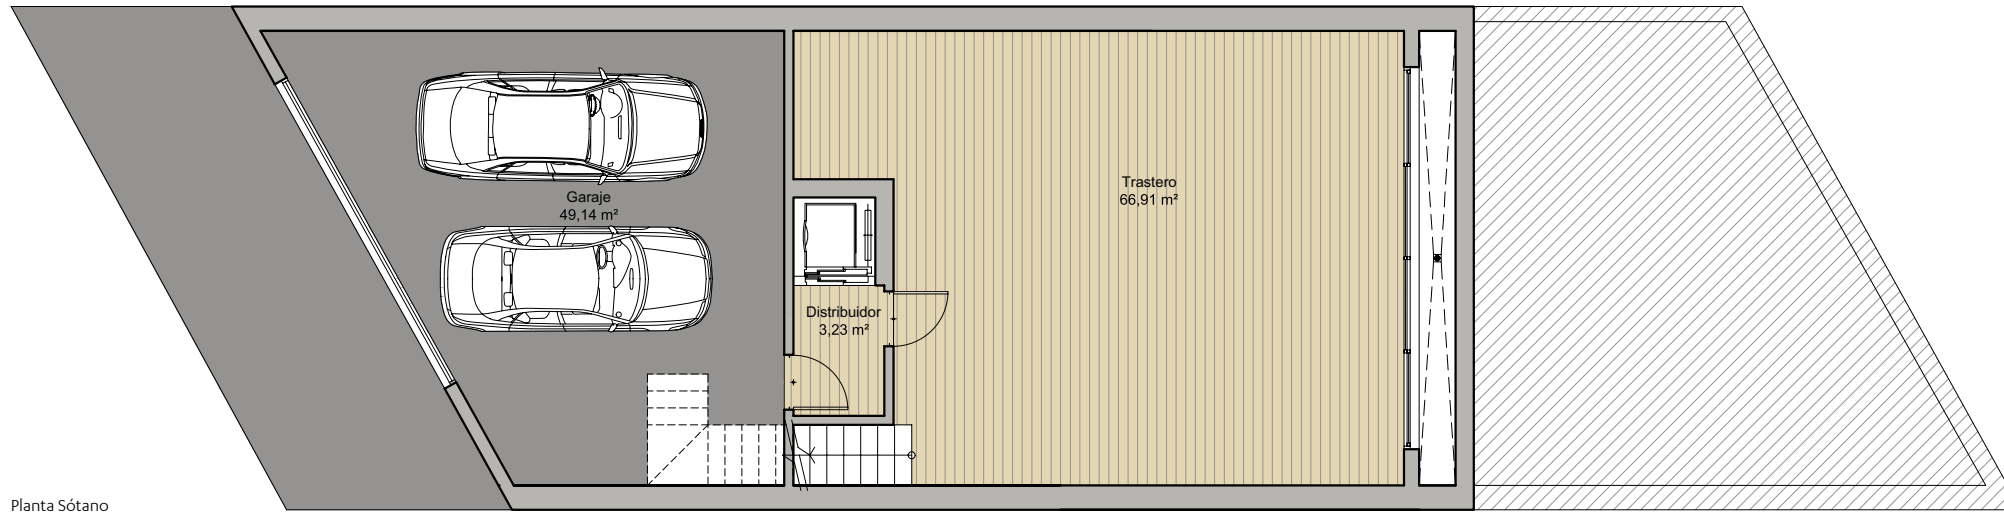 Garaje
49,14 m²
Trastero
66,91 m²
Distribuidor
3,23 m²
Planta Sótano